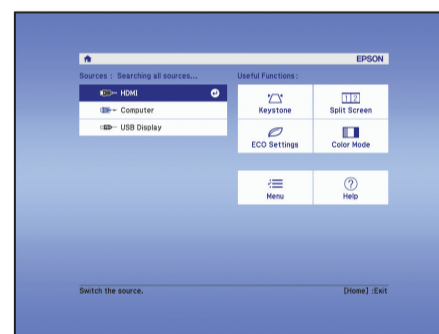 EPSON
Sources : Searching all sources...
HDMI
Computer
USB Display
Useful Functions :
Keystone
Split Screen
ECO Settings
Color Mode
Menu
Help
Switch the source.
[Home] :Exit